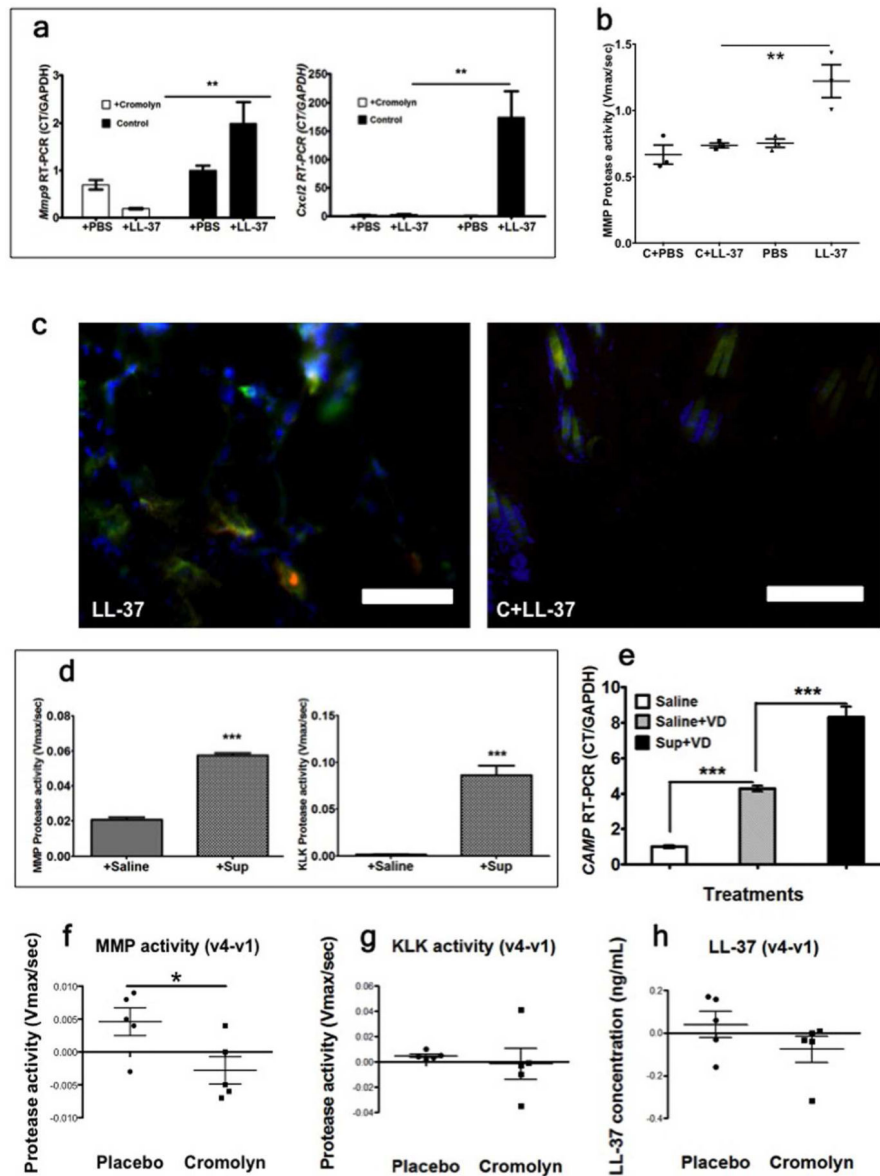 a
Mmp9 RT-PCR (CT/GAPDH)
3
2
1
0
+Cromolyn
Control
**
+PBS +LL-37 +PBS +LL-37
Cxcl2 RT-PCR (CT/GAPDH)
250
200
150
100
50
0
+Cromolyn
Control
**
+PBS +LL-37 +PBS +LL-37
b
MMP Protease activity (Vmax/sec)
1.5
1.0
0.5
0.0
**
C+PBS C+LL-37 PBS LL-37
c
LL-37
C+LL-37
d
MMP Protease activity (Vmax/sec)
0.08
0.06
0.04
0.02
0.00
***
+Saline +Sup
KLK Protease activity (Vmax/sec)
0.15
0.10
0.05
0.00
***
+Saline +Sup
e
CAMP RT-PCR (CT/GAPDH)
10
8
6
4
2
0
Saline
Saline+VD
Sup+VD
***
***
Treatments
f
MMP activity (v4-v1)
Protease activity (Vmax/sec)
0.010
0.005
0.000
-0.005
-0.010
*
Placebo Cromolyn
g
KLK activity (v4-v1)
Protease activity (Vmax/sec)
0.06
0.04
0.02
0.00
-0.02
-0.04
Placebo Cromolyn
h
LL-37 (v4-v1)
LL-37 concentration (ng/mL)
0.2
0.0
-0.2
-0.4
Placebo Cromolyn